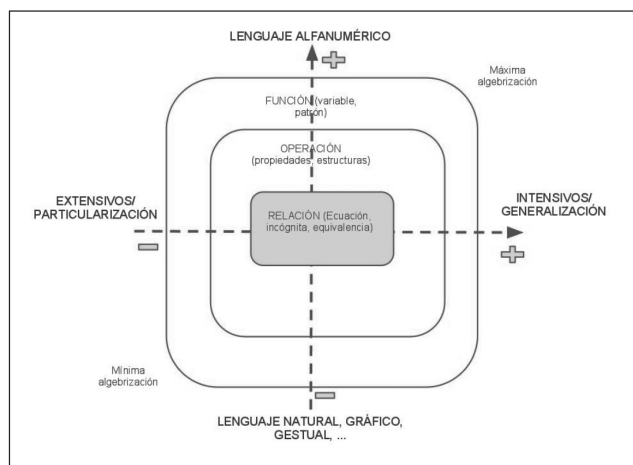 LENGUAJE ALFANUMÉRICO
Máxima
algebrización
FUNCIÓN (variable,
patrón)
OPERACIÓN
(propiedades, estructuras)
EXTENSIVOS/
PARTICULARIZACIÓN
RELACIÓN (Ecuación,
incógnita, equivalencia)
INTENSIVOS/
GENERALIZACIÓN
Mínima
algebrización
LENGUAJE NATURAL, GRÁFICO,
GESTUAL, ...